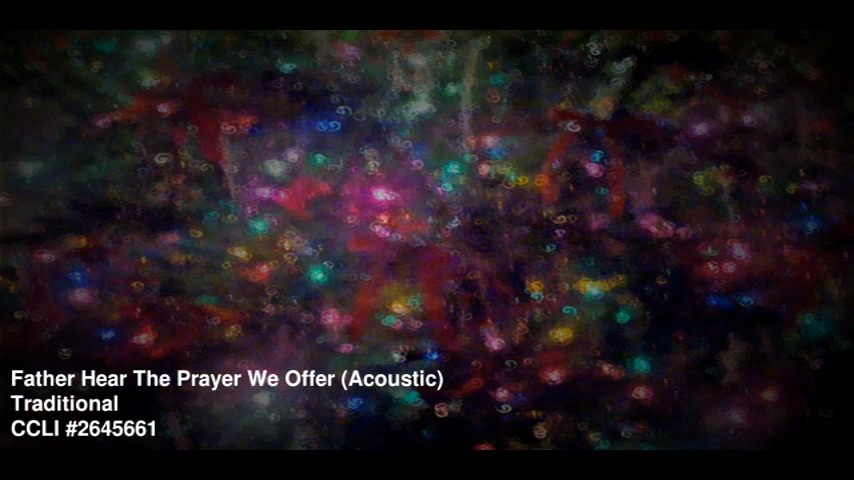 Father Hear The Prayer We Offer (Acoustic)
Traditional
CCLI #2645661